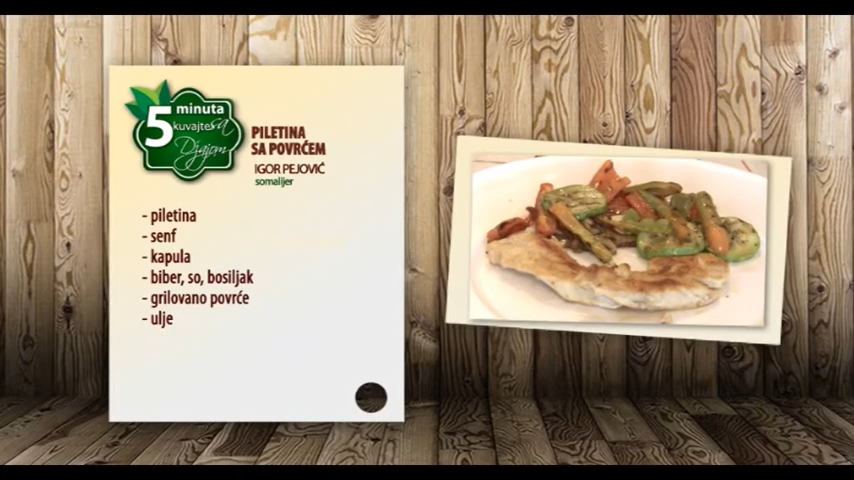 5 minuta
kuvajte sa
Djajom
PILETINA
SA POVRĆEM
IGOR PEJOVIĆ
somalijer
- piletina
- senf
- kapula
- biber, so, bosiljak
- grilovano povrće
- ulje